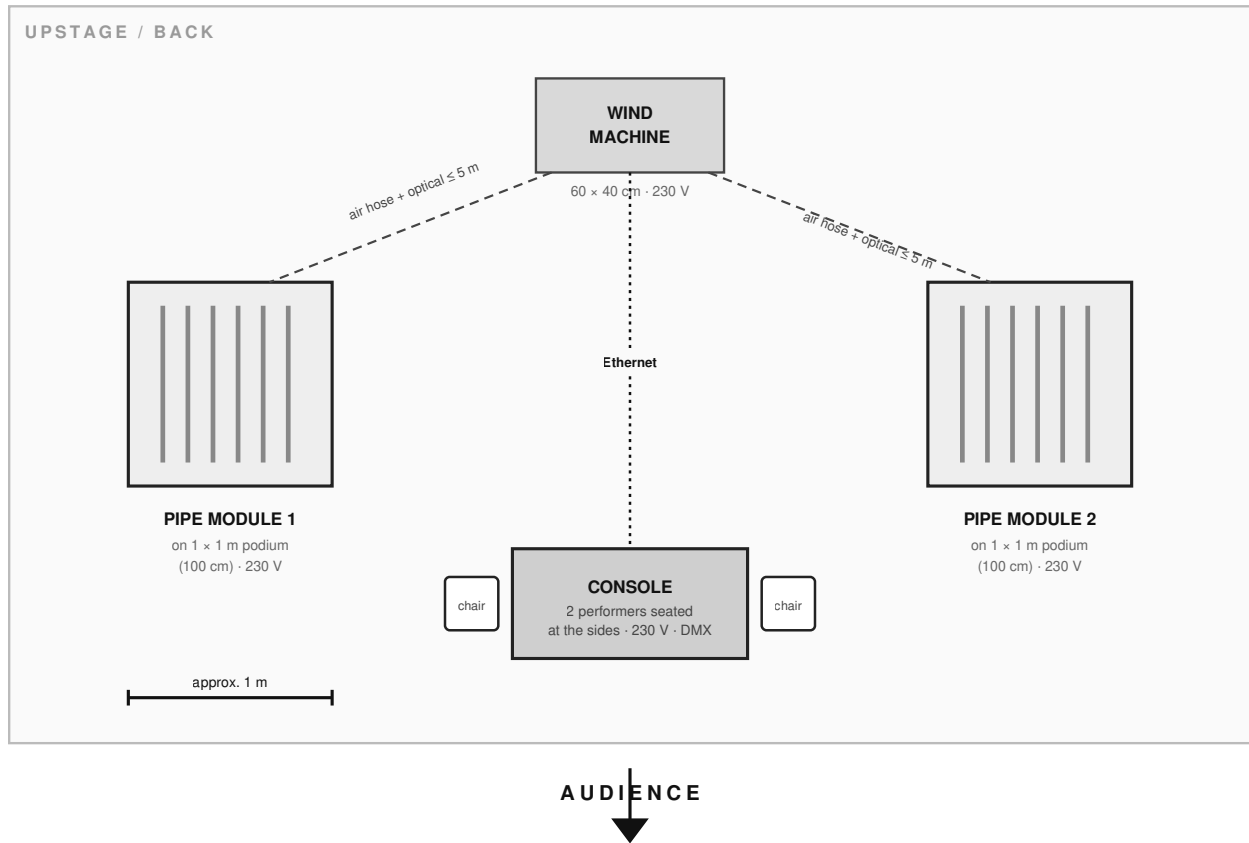 UPSTAGE / BACK
WIND
MACHINE
60 × 40 cm · 230 V
air hose + optical ≤ 5 m
air hose + optical ≤ 5 m
Ethernet
PIPE MODULE 1
on 1 × 1 m podium
(100 cm) · 230 V
PIPE MODULE 2
on 1 × 1 m podium
(100 cm) · 230 V
chair
CONSOLE
2 performers seated
at the sides · 230 V · DMX
chair
approx. 1 m
AUDIENCE